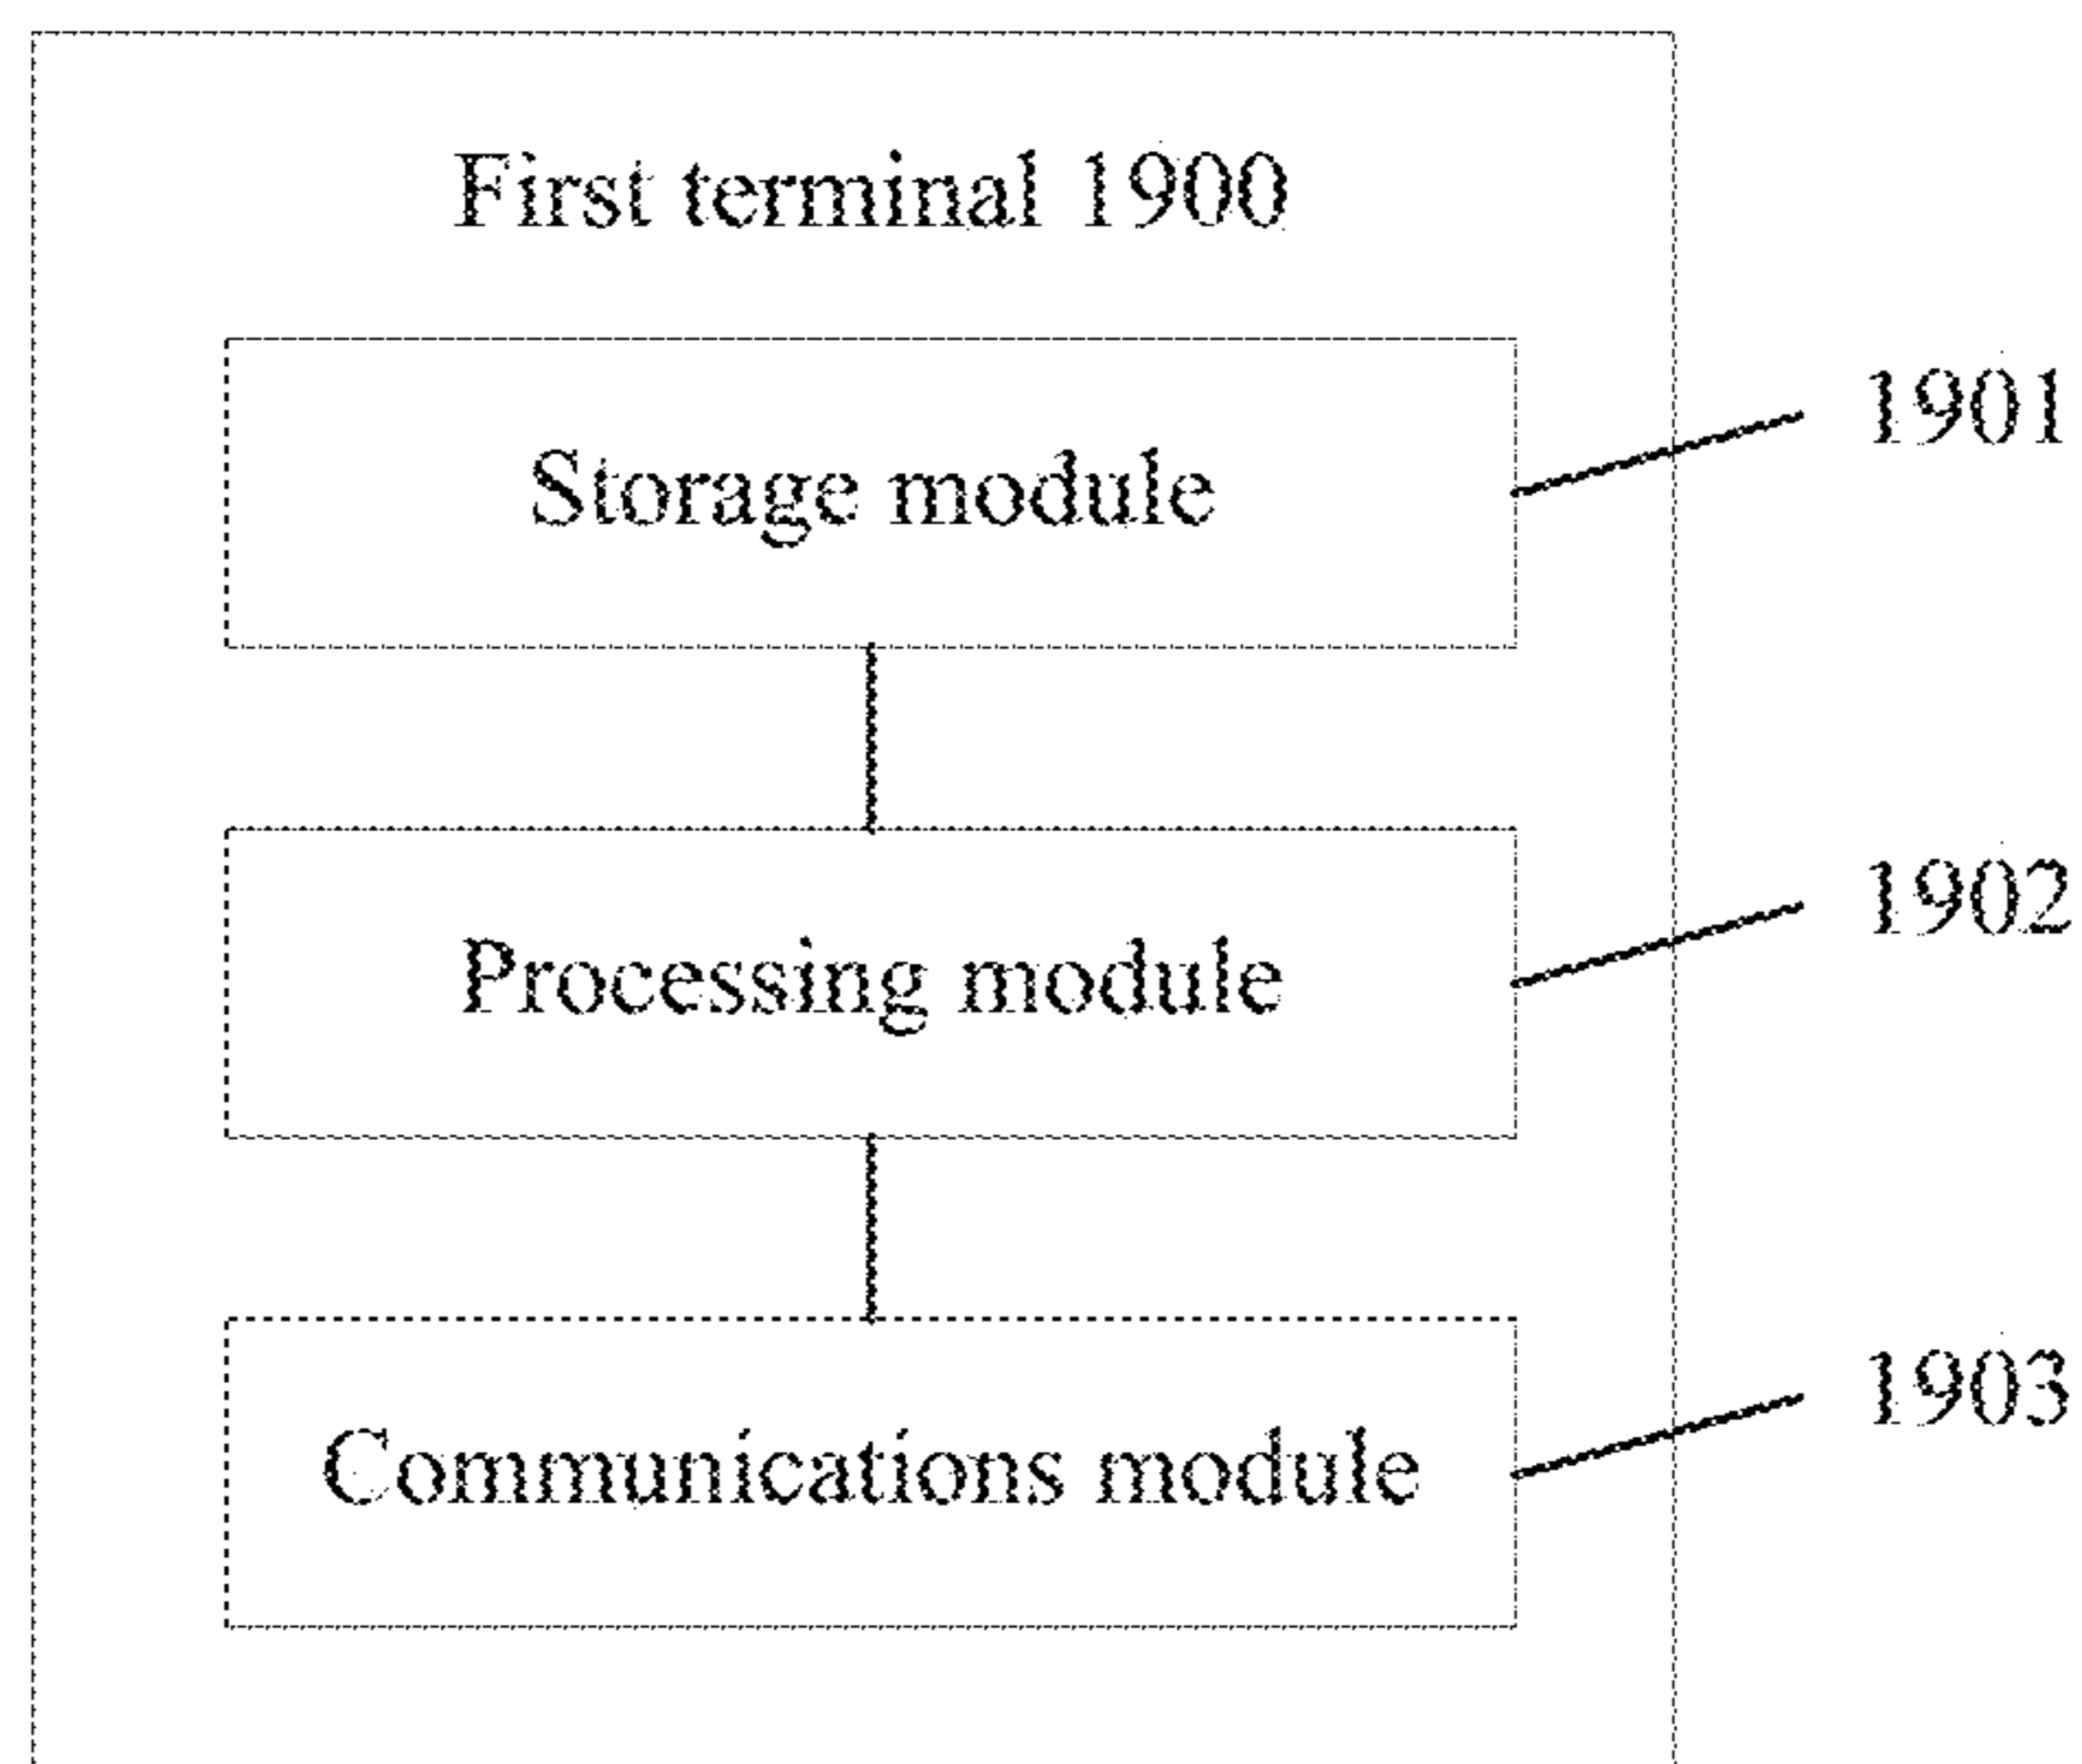 First terminal 1900
Storage module
1901
Processing module
1902
Communications module
1903